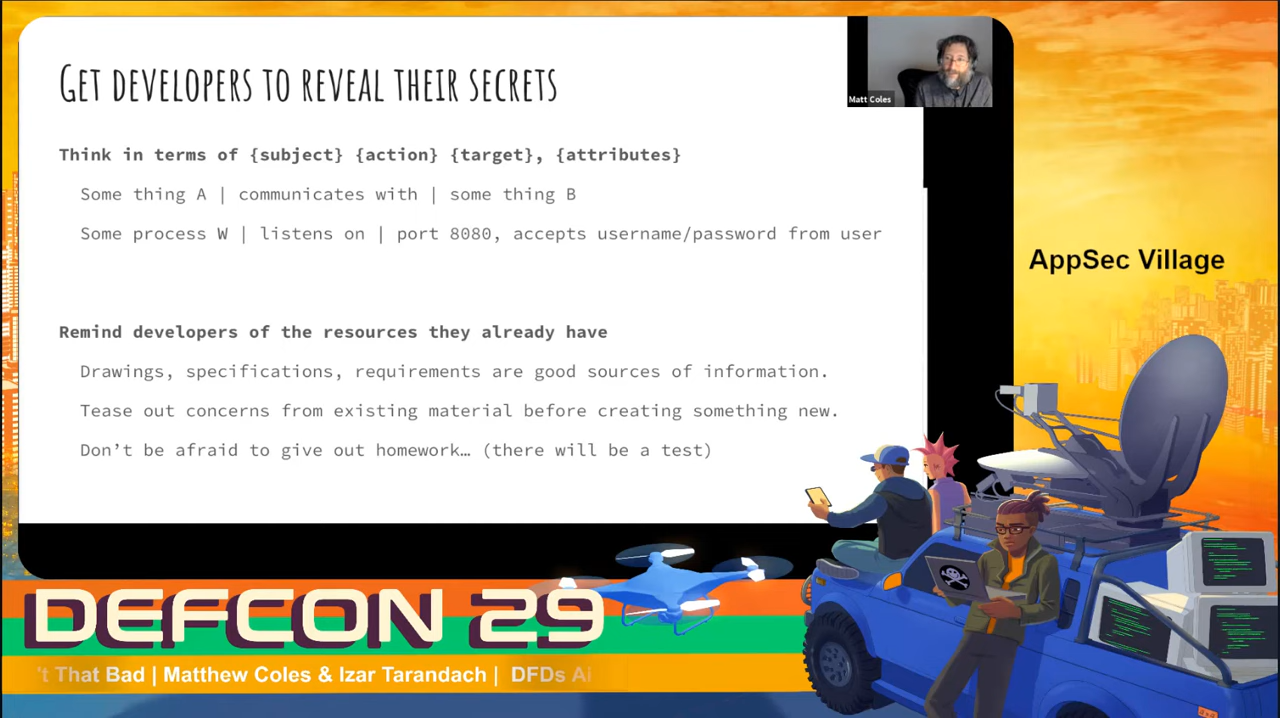 Get developers to reveal their secrets
Matt Coles
Think in terms of {subject} {action} {target}, {attributes}
Some thing A | communicates with | some thing B
Some process W | listens on | port 8080, accepts username/password from user
AppSec Village
Remind developers of the resources they already have
Drawings, specifications, requirements are good sources of information.
Tease out concerns from existing material before creating something new.
Don’t be afraid to give out homework… (there will be a test)
DEFCON 29
't That Bad | Matthew Coles & Izar Tarandach | DFDs Ai